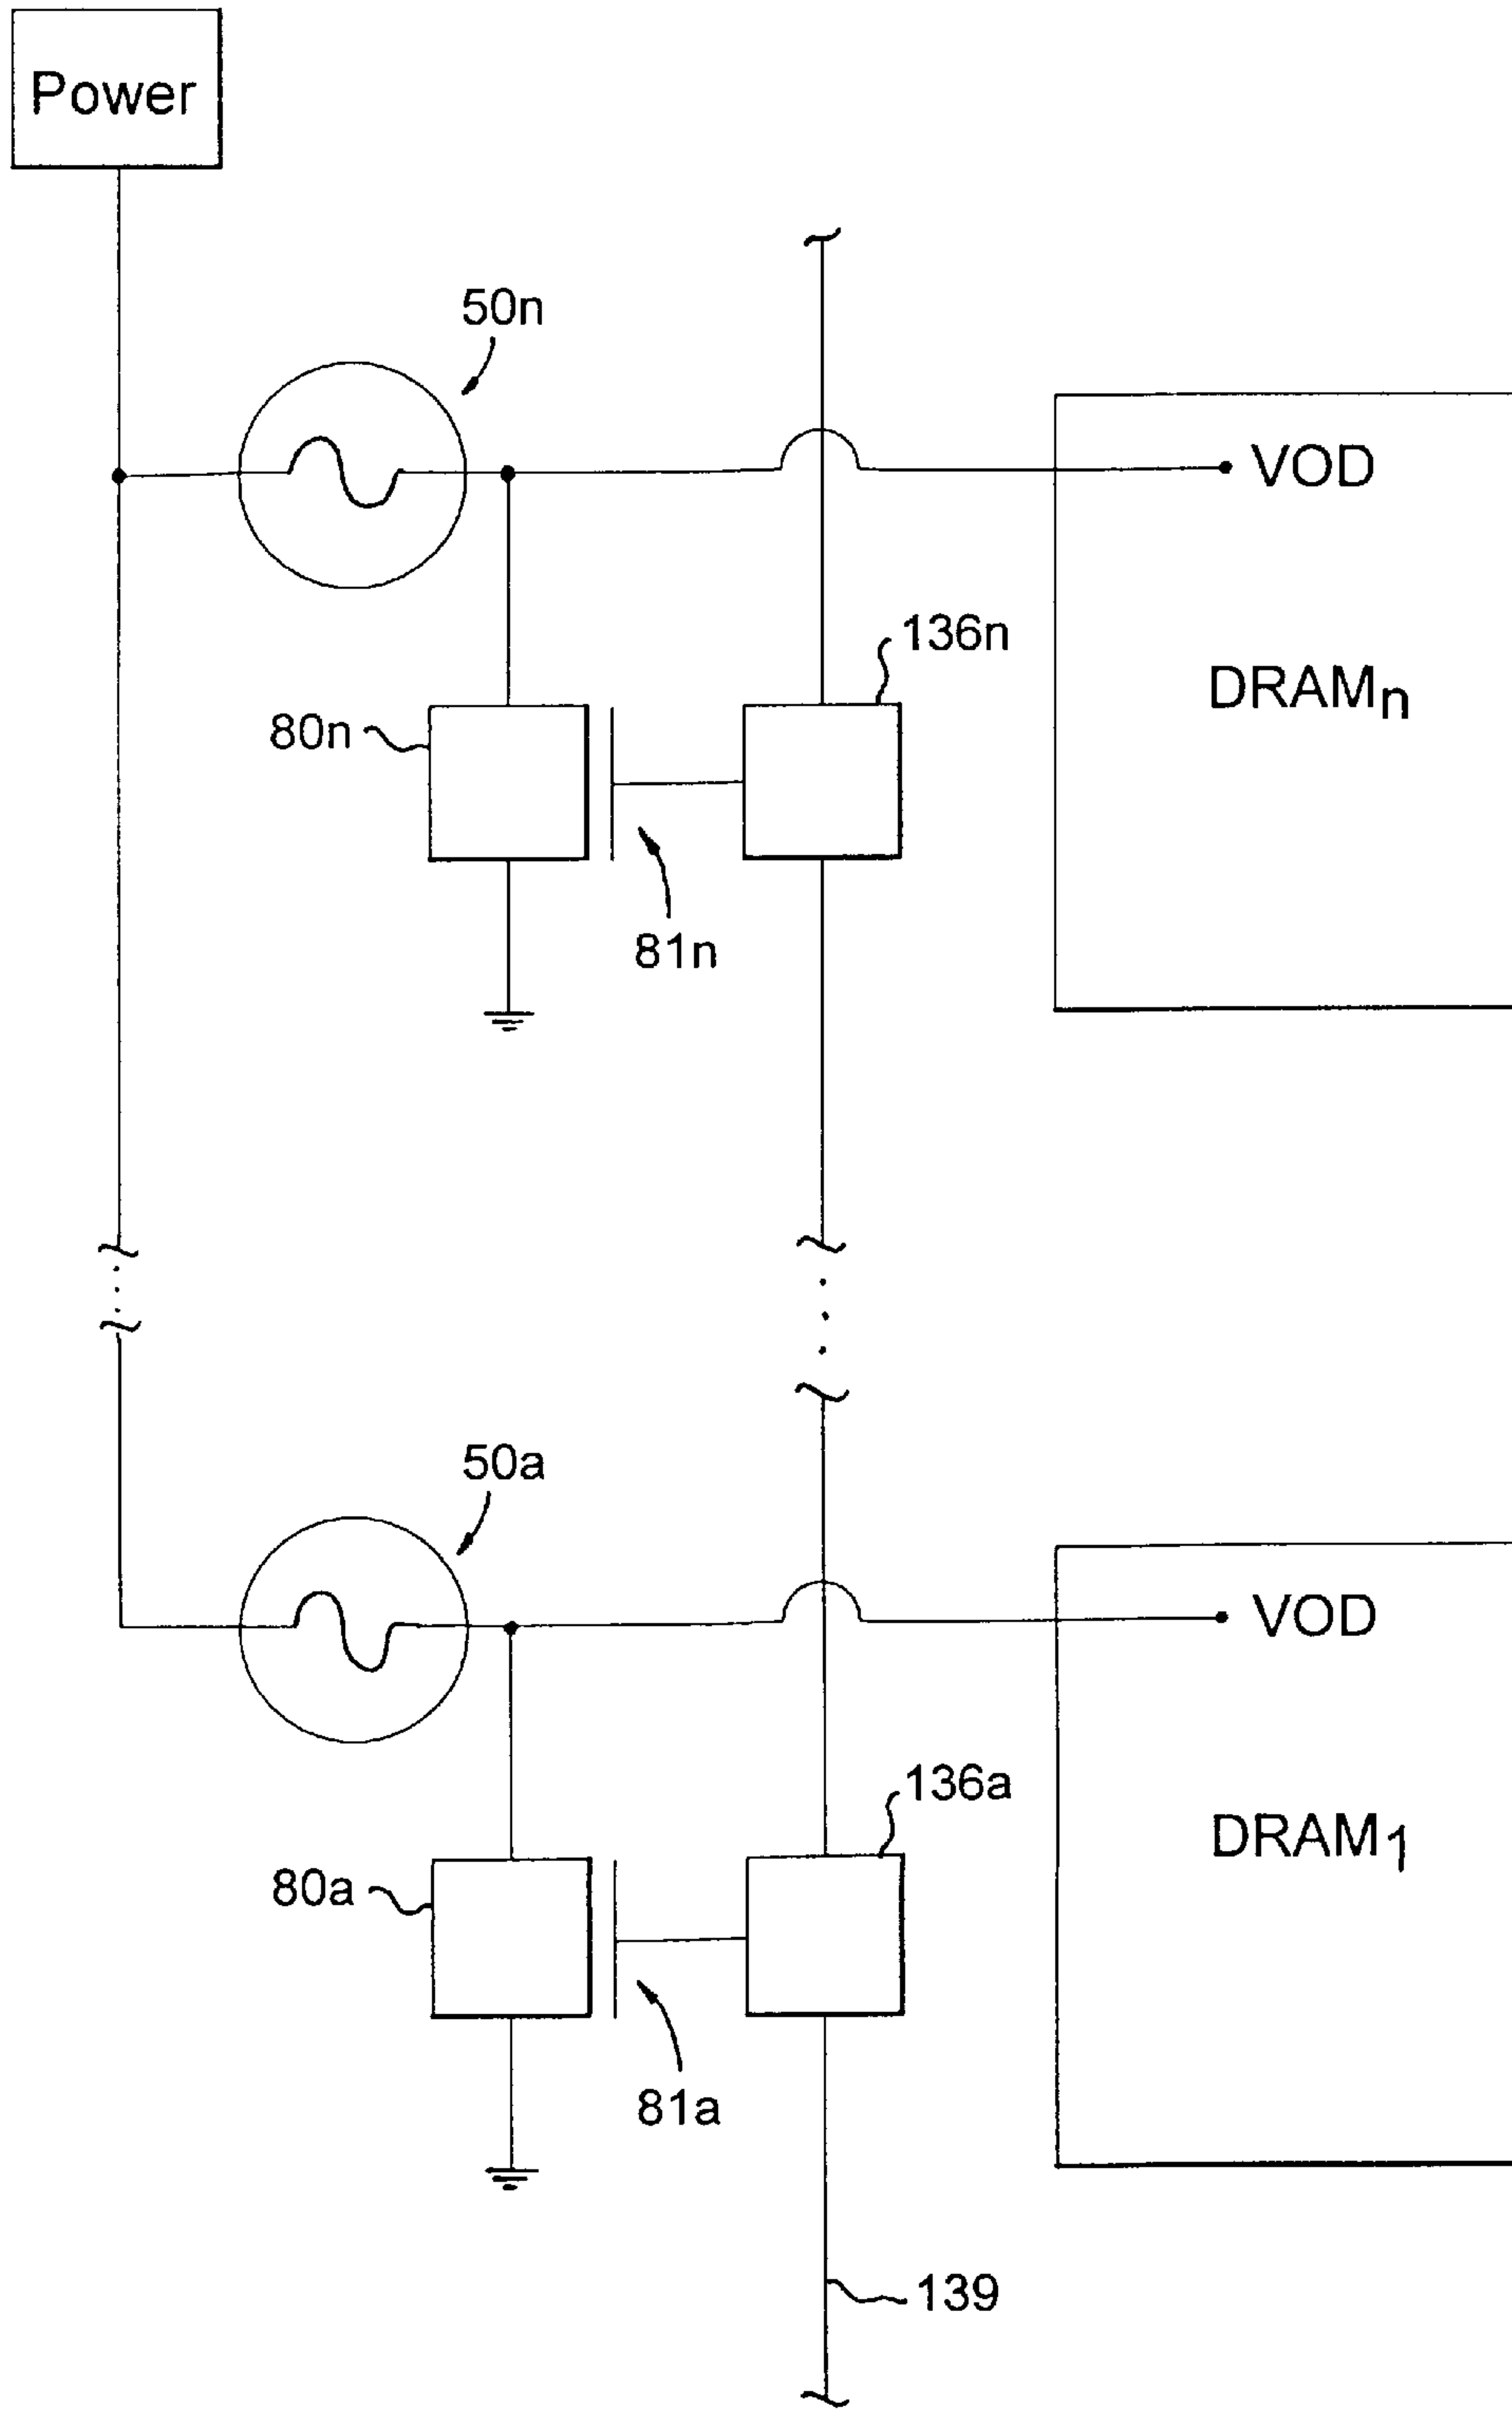 Power
50n
VOD
136n
DRAMn
80n
81n
50a
VOD
136a
DRAM1
80a
81a
139